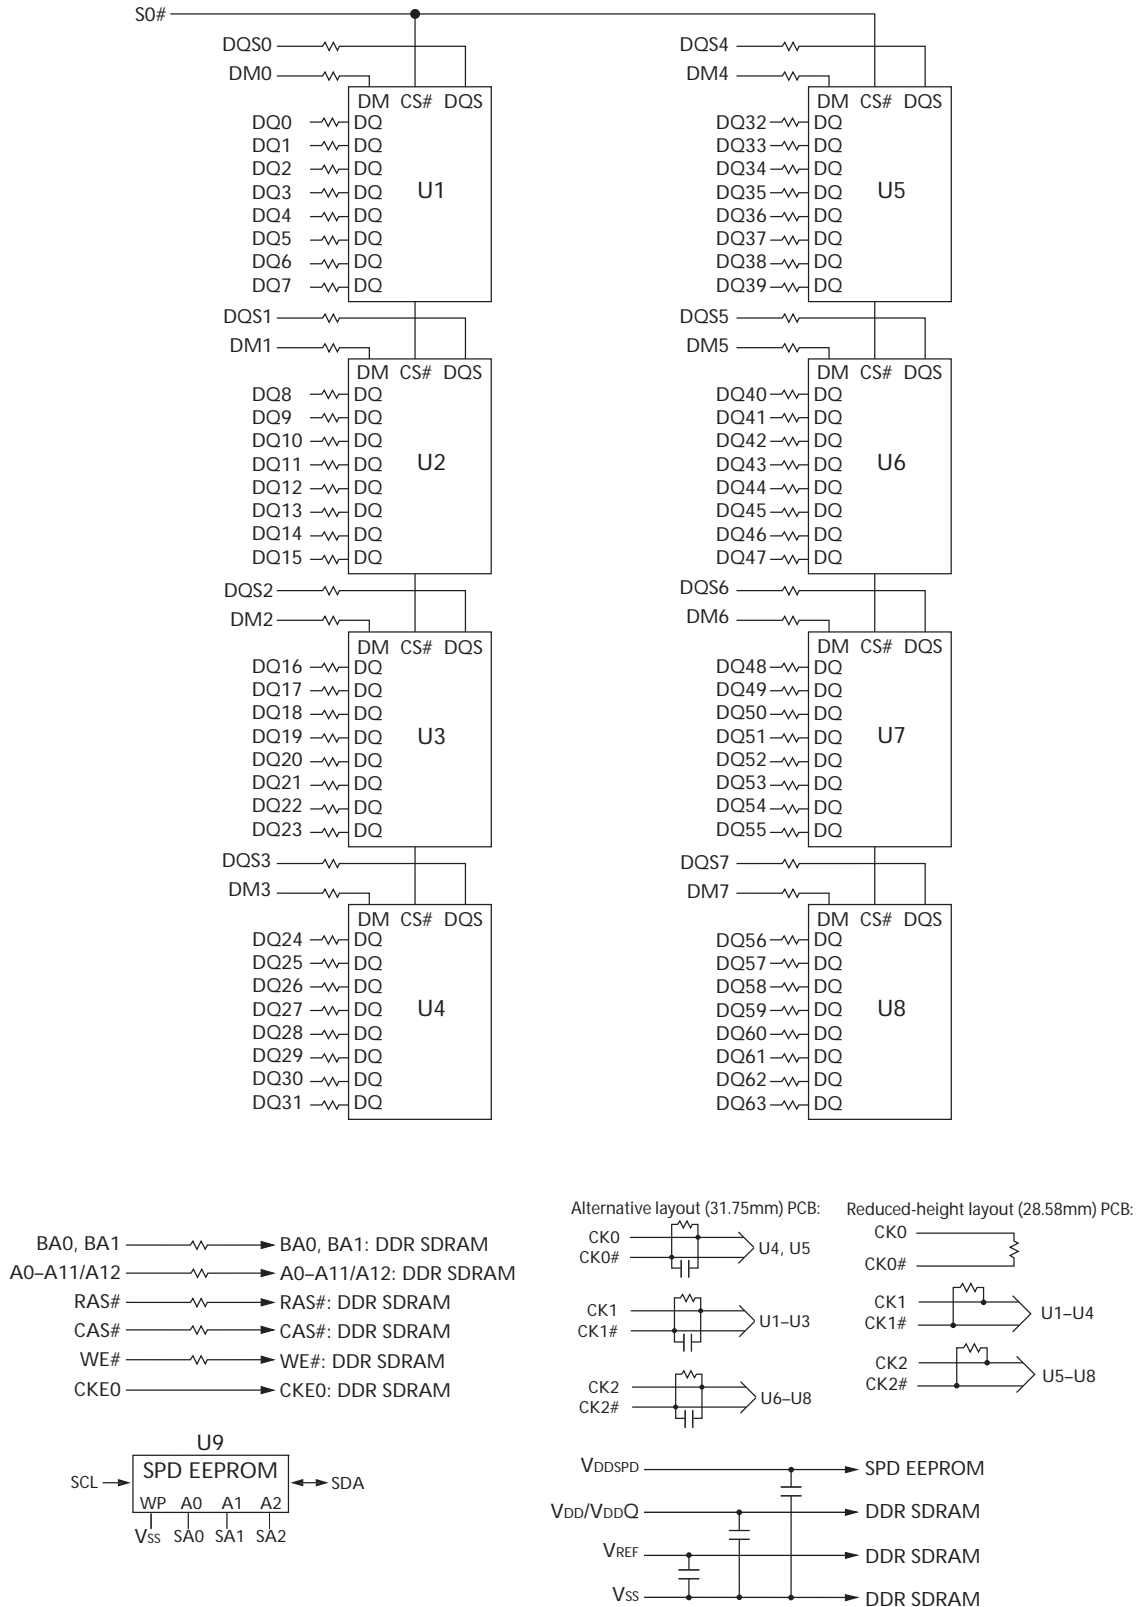 S0#
DQS0
DM0
DM CS# DQS
DQ0 DQ
DQ1 DQ
DQ2 DQ
DQ3 DQ
U1
DQ4 DQ
DQ5 DQ
DQ6 DQ
DQ7 DQ
DQS1
DM1
DM CS# DQS
DQ8 DQ
DQ9 DQ
DQ10 DQ
DQ11 DQ
U2
DQ12 DQ
DQ13 DQ
DQ14 DQ
DQ15 DQ
DQS2
DM2
DM CS# DQS
DQ16 DQ
DQ17 DQ
DQ18 DQ
DQ19 DQ
U3
DQ20 DQ
DQ21 DQ
DQ22 DQ
DQ23 DQ
DQS3
DM3
DM CS# DQS
DQ24 DQ
DQ25 DQ
DQ26 DQ
DQ27 DQ
U4
DQ28 DQ
DQ29 DQ
DQ30 DQ
DQ31 DQ
DQS4
DM4
DM CS# DQS
DQ32 DQ
DQ33 DQ
DQ34 DQ
DQ35 DQ
U5
DQ36 DQ
DQ37 DQ
DQ38 DQ
DQ39 DQ
DQS5
DM5
DM CS# DQS
DQ40 DQ
DQ41 DQ
DQ42 DQ
DQ43 DQ
U6
DQ44 DQ
DQ45 DQ
DQ46 DQ
DQ47 DQ
DQS6
DM6
DM CS# DQS
DQ48 DQ
DQ49 DQ
DQ50 DQ
DQ51 DQ
U7
DQ52 DQ
DQ53 DQ
DQ54 DQ
DQ55 DQ
DQS7
DM7
DM CS# DQS
DQ56 DQ
DQ57 DQ
DQ58 DQ
DQ59 DQ
U8
DQ60 DQ
DQ61 DQ
DQ62 DQ
DQ63 DQ
BA0, BA1 BA0, BA1: DDR SDRAM
A0–A11/A12 A0–A11/A12: DDR SDRAM
RAS# RAS#: DDR SDRAM
CAS# CAS#: DDR SDRAM
WE# WE#: DDR SDRAM
CKE0 CKE0: DDR SDRAM
U9
SCL SPD EEPROM SDA
WP A0 A1 A2
VSS SA0 SA1 SA2
Alternative layout (31.75mm) PCB:
CK0
CK0#
U4, U5
CK1
CK1#
U1–U3
CK2
CK2#
U6–U8
Reduced-height layout (28.58mm) PCB:
CK0
CK0#
CK1
CK1#
U1–U4
CK2
CK2#
U5–U8
VDDSPD SPD EEPROM
VDD/VDDQ DDR SDRAM
VREF DDR SDRAM
VSS DDR SDRAM